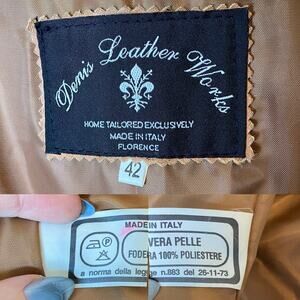 Denis Leather Works
HOME TAILORED EXCLUSIVELY
MADE IN ITALY
FLORENCE
42
MADE IN ITALY
VERA PELLE
FODERA 100% POLIESTERE
a norma della legge n.883 del 26-11-73